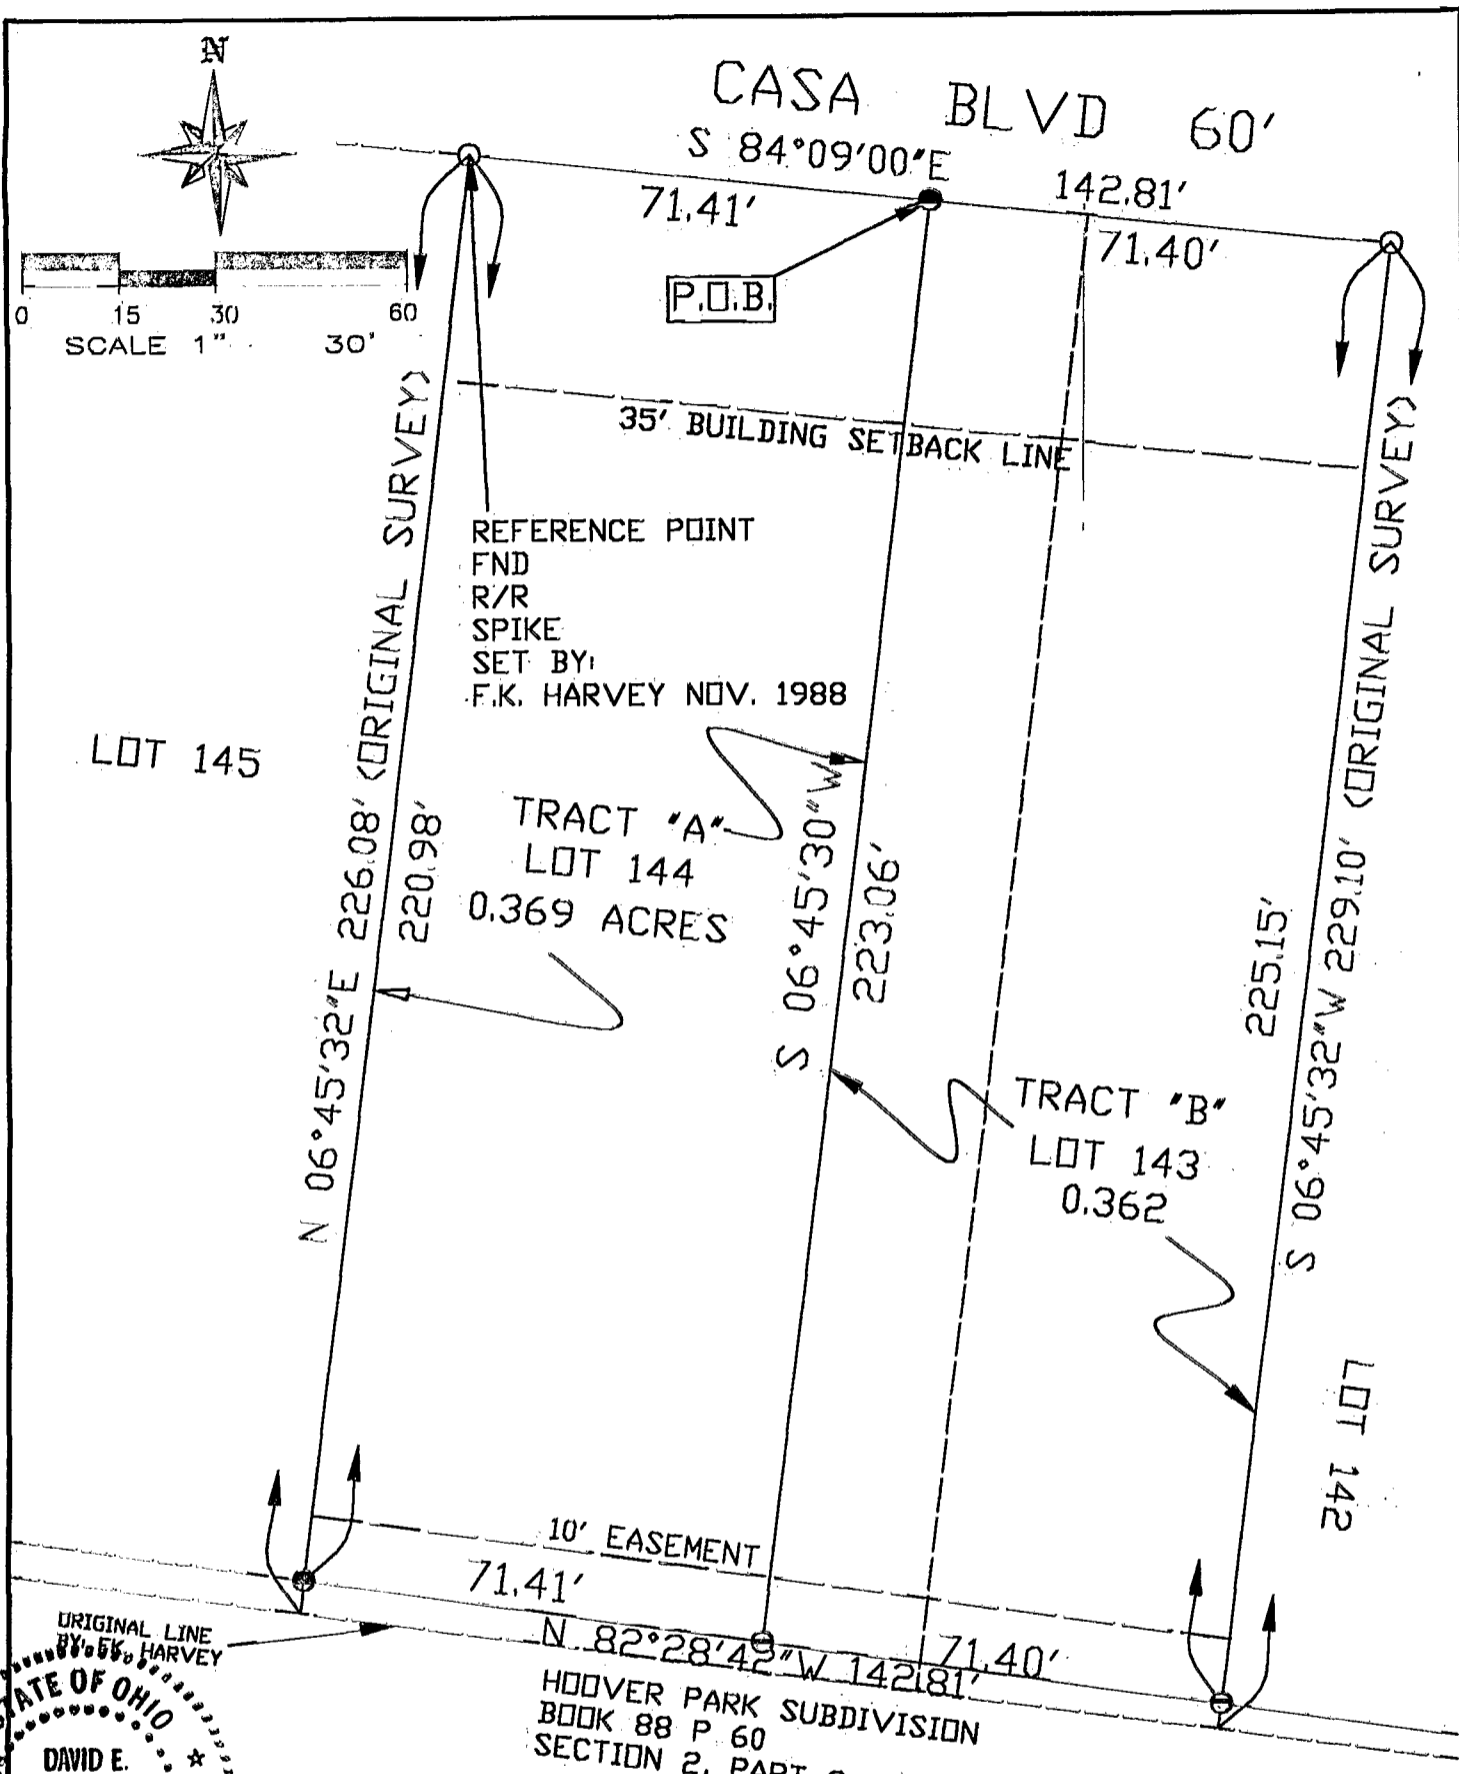 N
CASA BLVD 60'
S 84°09'00"E
142.81'
71.41'
71.40'
P.O.B.
0 15 30 60
SCALE 1" 30'
35' BUILDING SETBACK LINE
REFERENCE POINT
FND
R/R
SPIKE
SET BY:
F.K. HARVEY NOV. 1988
LOT 145
N 06°45'32"E 226.08' (ORIGINAL SURVEY)
220.98'
TRACT "A"
LOT 144
0.369 ACRES
S 06°45'30"W
223.06'
TRACT "B"
LOT 143
0.362
225.15'
S 06°45'32"W 229.10' (ORIGINAL SURVEY)
LOT 142
10' EASEMENT
71.41'
71.40'
N 82°28'42"W 142.81'
ORIGINAL LINE
BY: F.K. HARVEY
HOOVER PARK SUBDIVISION
BOOK 88 P 60
SECTION 2, PART
STATE OF OHIO
DAVID E.